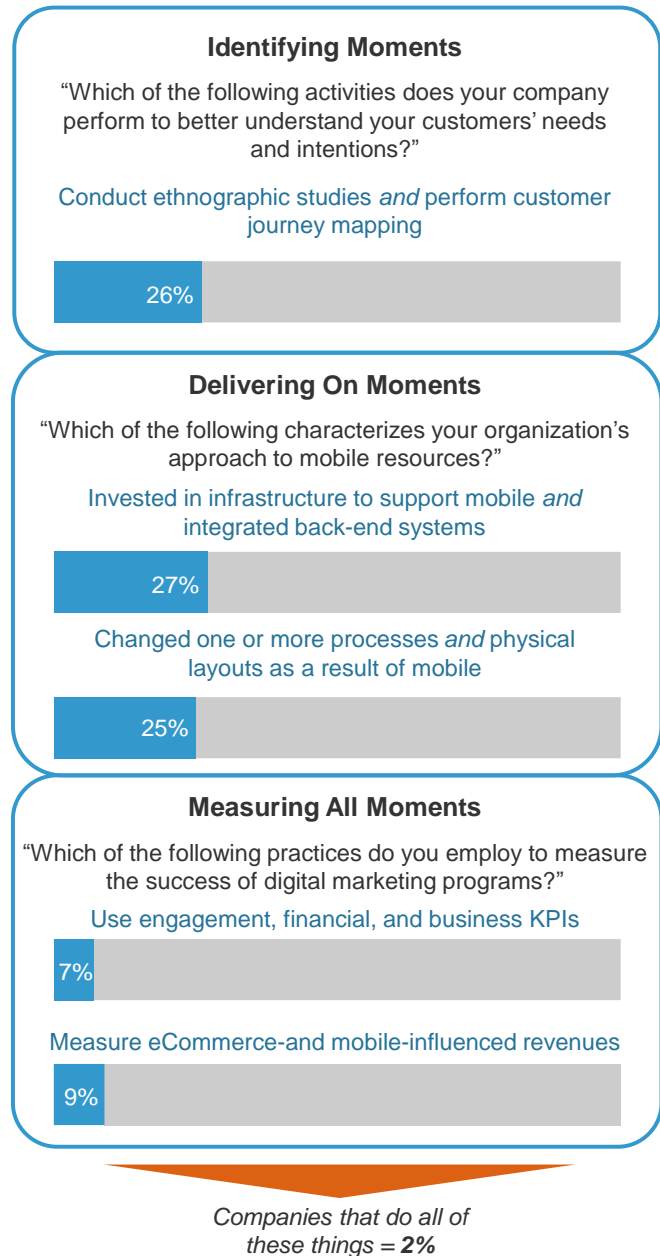 Identifying Moments
“Which of the following activities does your company
perform to better understand your customers’ needs
and intentions?”
Conduct ethnographic studies and perform customer
journey mapping
26%
Delivering On Moments
“Which of the following characterizes your organization’s
approach to mobile resources?”
Invested in infrastructure to support mobile and
integrated back-end systems
27%
Changed one or more processes and physical
layouts as a result of mobile
25%
Measuring All Moments
“Which of the following practices do you employ to measure
the success of digital marketing programs?”
Use engagement, financial, and business KPIs
7%
Measure eCommerce-and mobile-influenced revenues
9%
Companies that do all of
these things = 2%